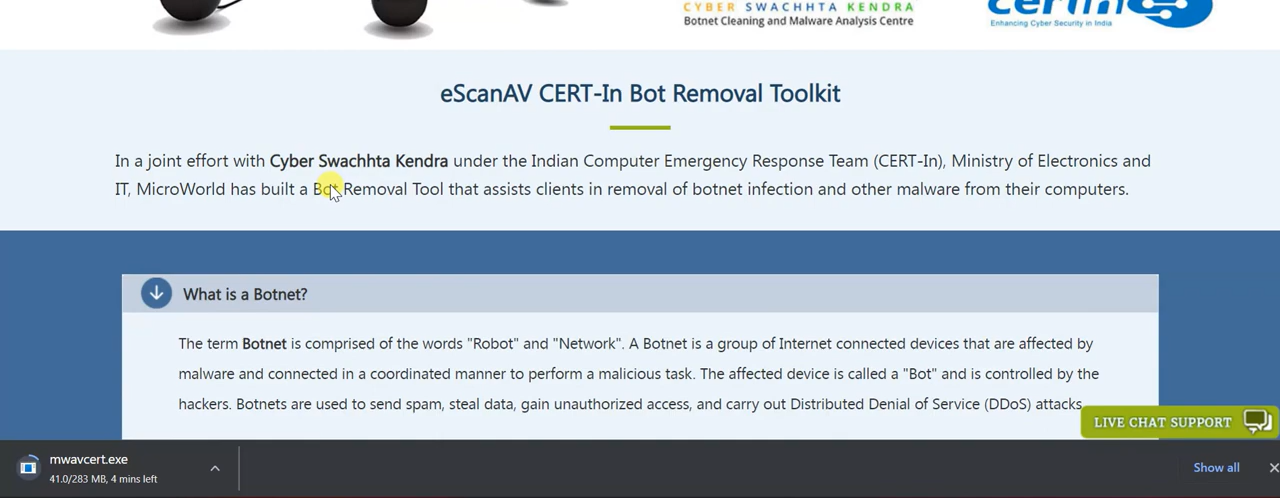 CYBER SWACHHTA KENDRA
Botnet Cleaning and Malware Analysis Centre
Enhancing Cyber Security in India
eScanAV CERT-In Bot Removal Toolkit
In a joint effort with Cyber Swachhta Kendra under the Indian Computer Emergency Response Team (CERT-In), Ministry of Electronics and
IT, MicroWorld has built a Bot Removal Tool that assists clients in removal of botnet infection and other malware from their computers.
What is a Botnet?
The term Botnet is comprised of the words "Robot" and "Network". A Botnet is a group of Internet connected devices that are affected by
malware and connected in a coordinated manner to perform a malicious task. The affected device is called a "Bot" and is controlled by the
hackers. Botnets are used to send spam, steal data, gain unauthorized access, and carry out Distributed Denial of Service (DDoS) attacks
LIVE CHAT SUPPORT
mwavcert.exe
41.0/283 MB, 4 mins left
Show all